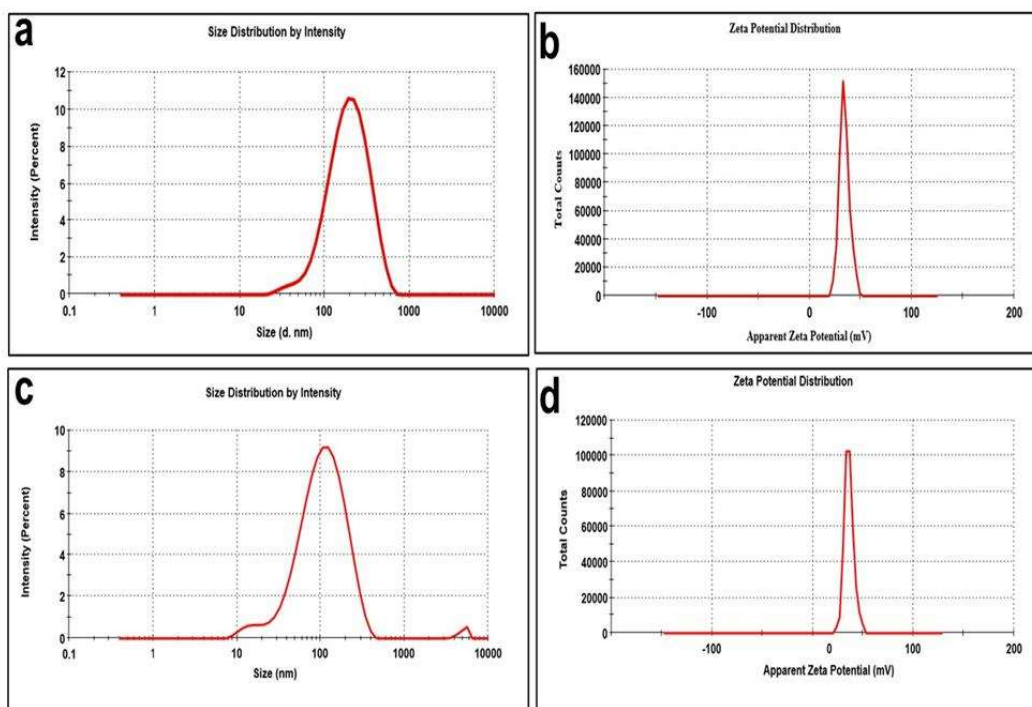 a
Size Distribution by Intensity
12
10
8
6
4
2
0
0.1 1 10 100 1000 10000
Intensity (Percent)
Size (d. nm)
b
Zeta Potential Distribution
160000
140000
120000
100000
80000
60000
40000
20000
0
-100 0 100 200
Total Counts
Apparent Zeta Potential (mV)
c
Size Distribution by Intensity
10
8
6
4
2
0
0.1 1 10 100 1000 10000
Intensity (Percent)
Size (nm)
d
Zeta Potential Distribution
120000
100000
80000
60000
40000
20000
0
-100 0 100 200
Total Counts
Apparent Zeta Potential (mV)